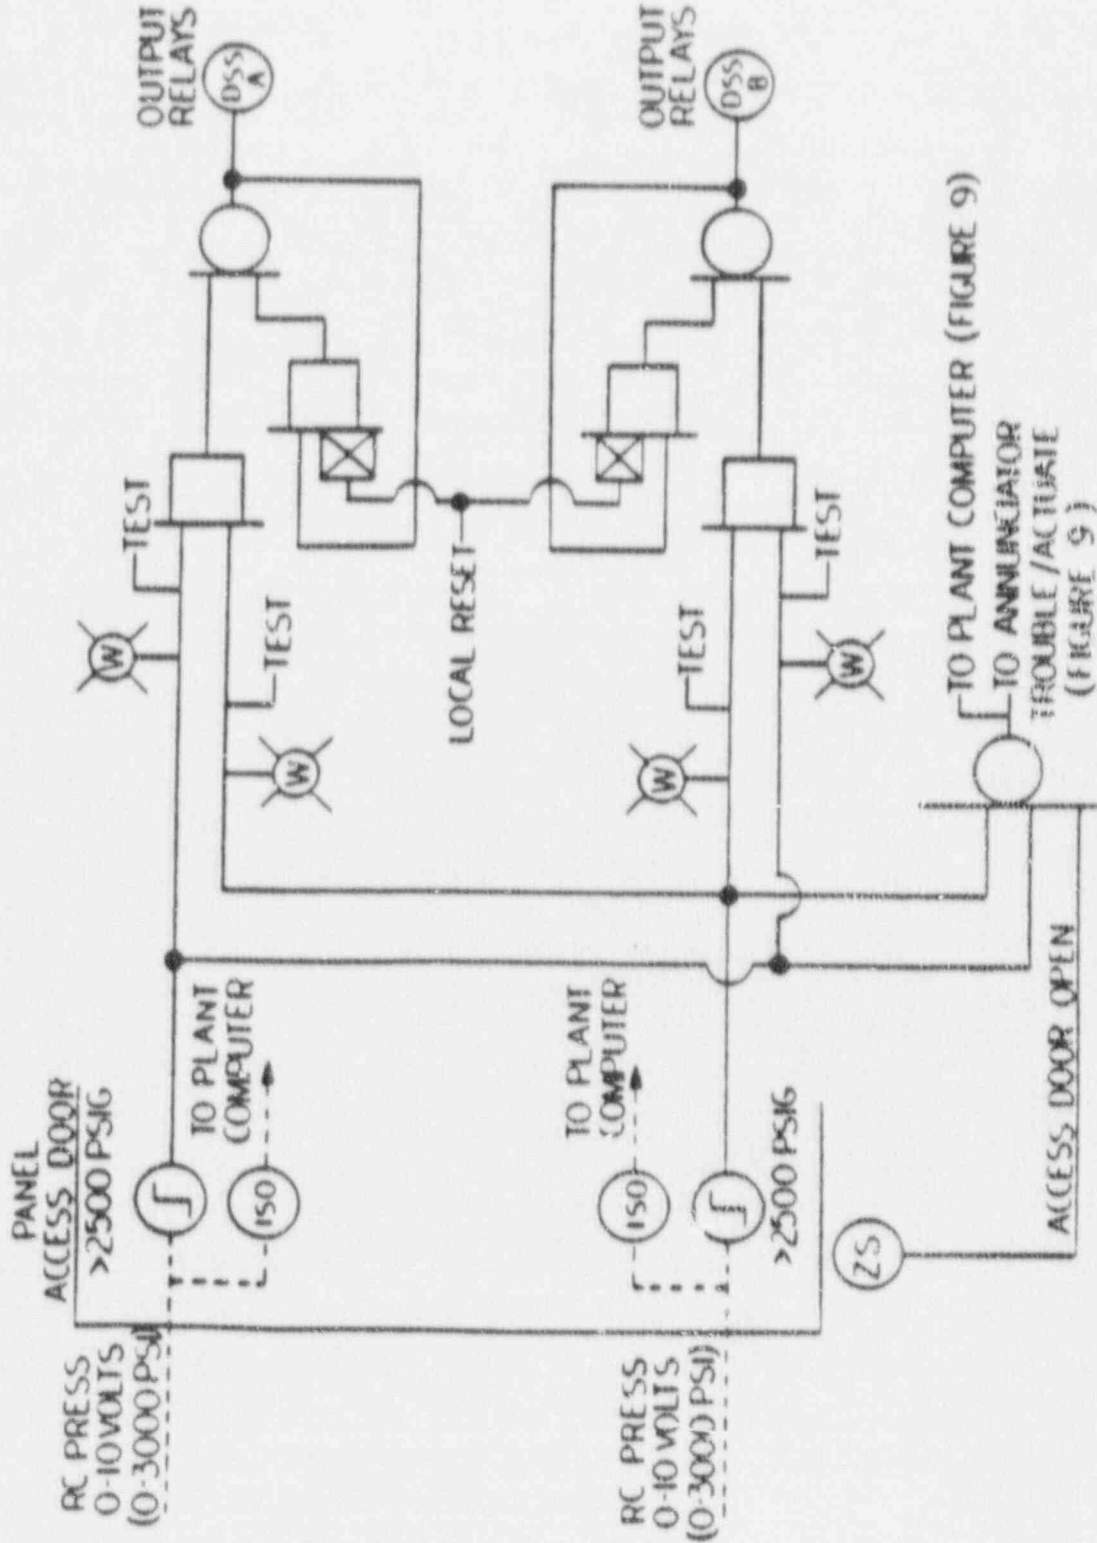 PANEL
ACCESS DOOR
>2500 PSIG
RC PRESS
0-10 VOLTS
(0-3000 PSI)
ISO
TO PLANT
COMPUTER
W
TEST
W
TEST
OUTPUT
RELAYS
DSS
A
LOCAL RESET
RC PRESS
0-10 VOLTS
(0-3000 PSI)
ISO
TO PLANT
COMPUTER
>2500 PSIG
W
TEST
W
TEST
OUTPUT
RELAYS
DSS
B
ZS
ACCESS DOOR OPEN
TO PLANT COMPUTER (FIGURE 9)
TO ANNUNCIATOR
TROUBLE/ACTUATE
(FIGURE 9)